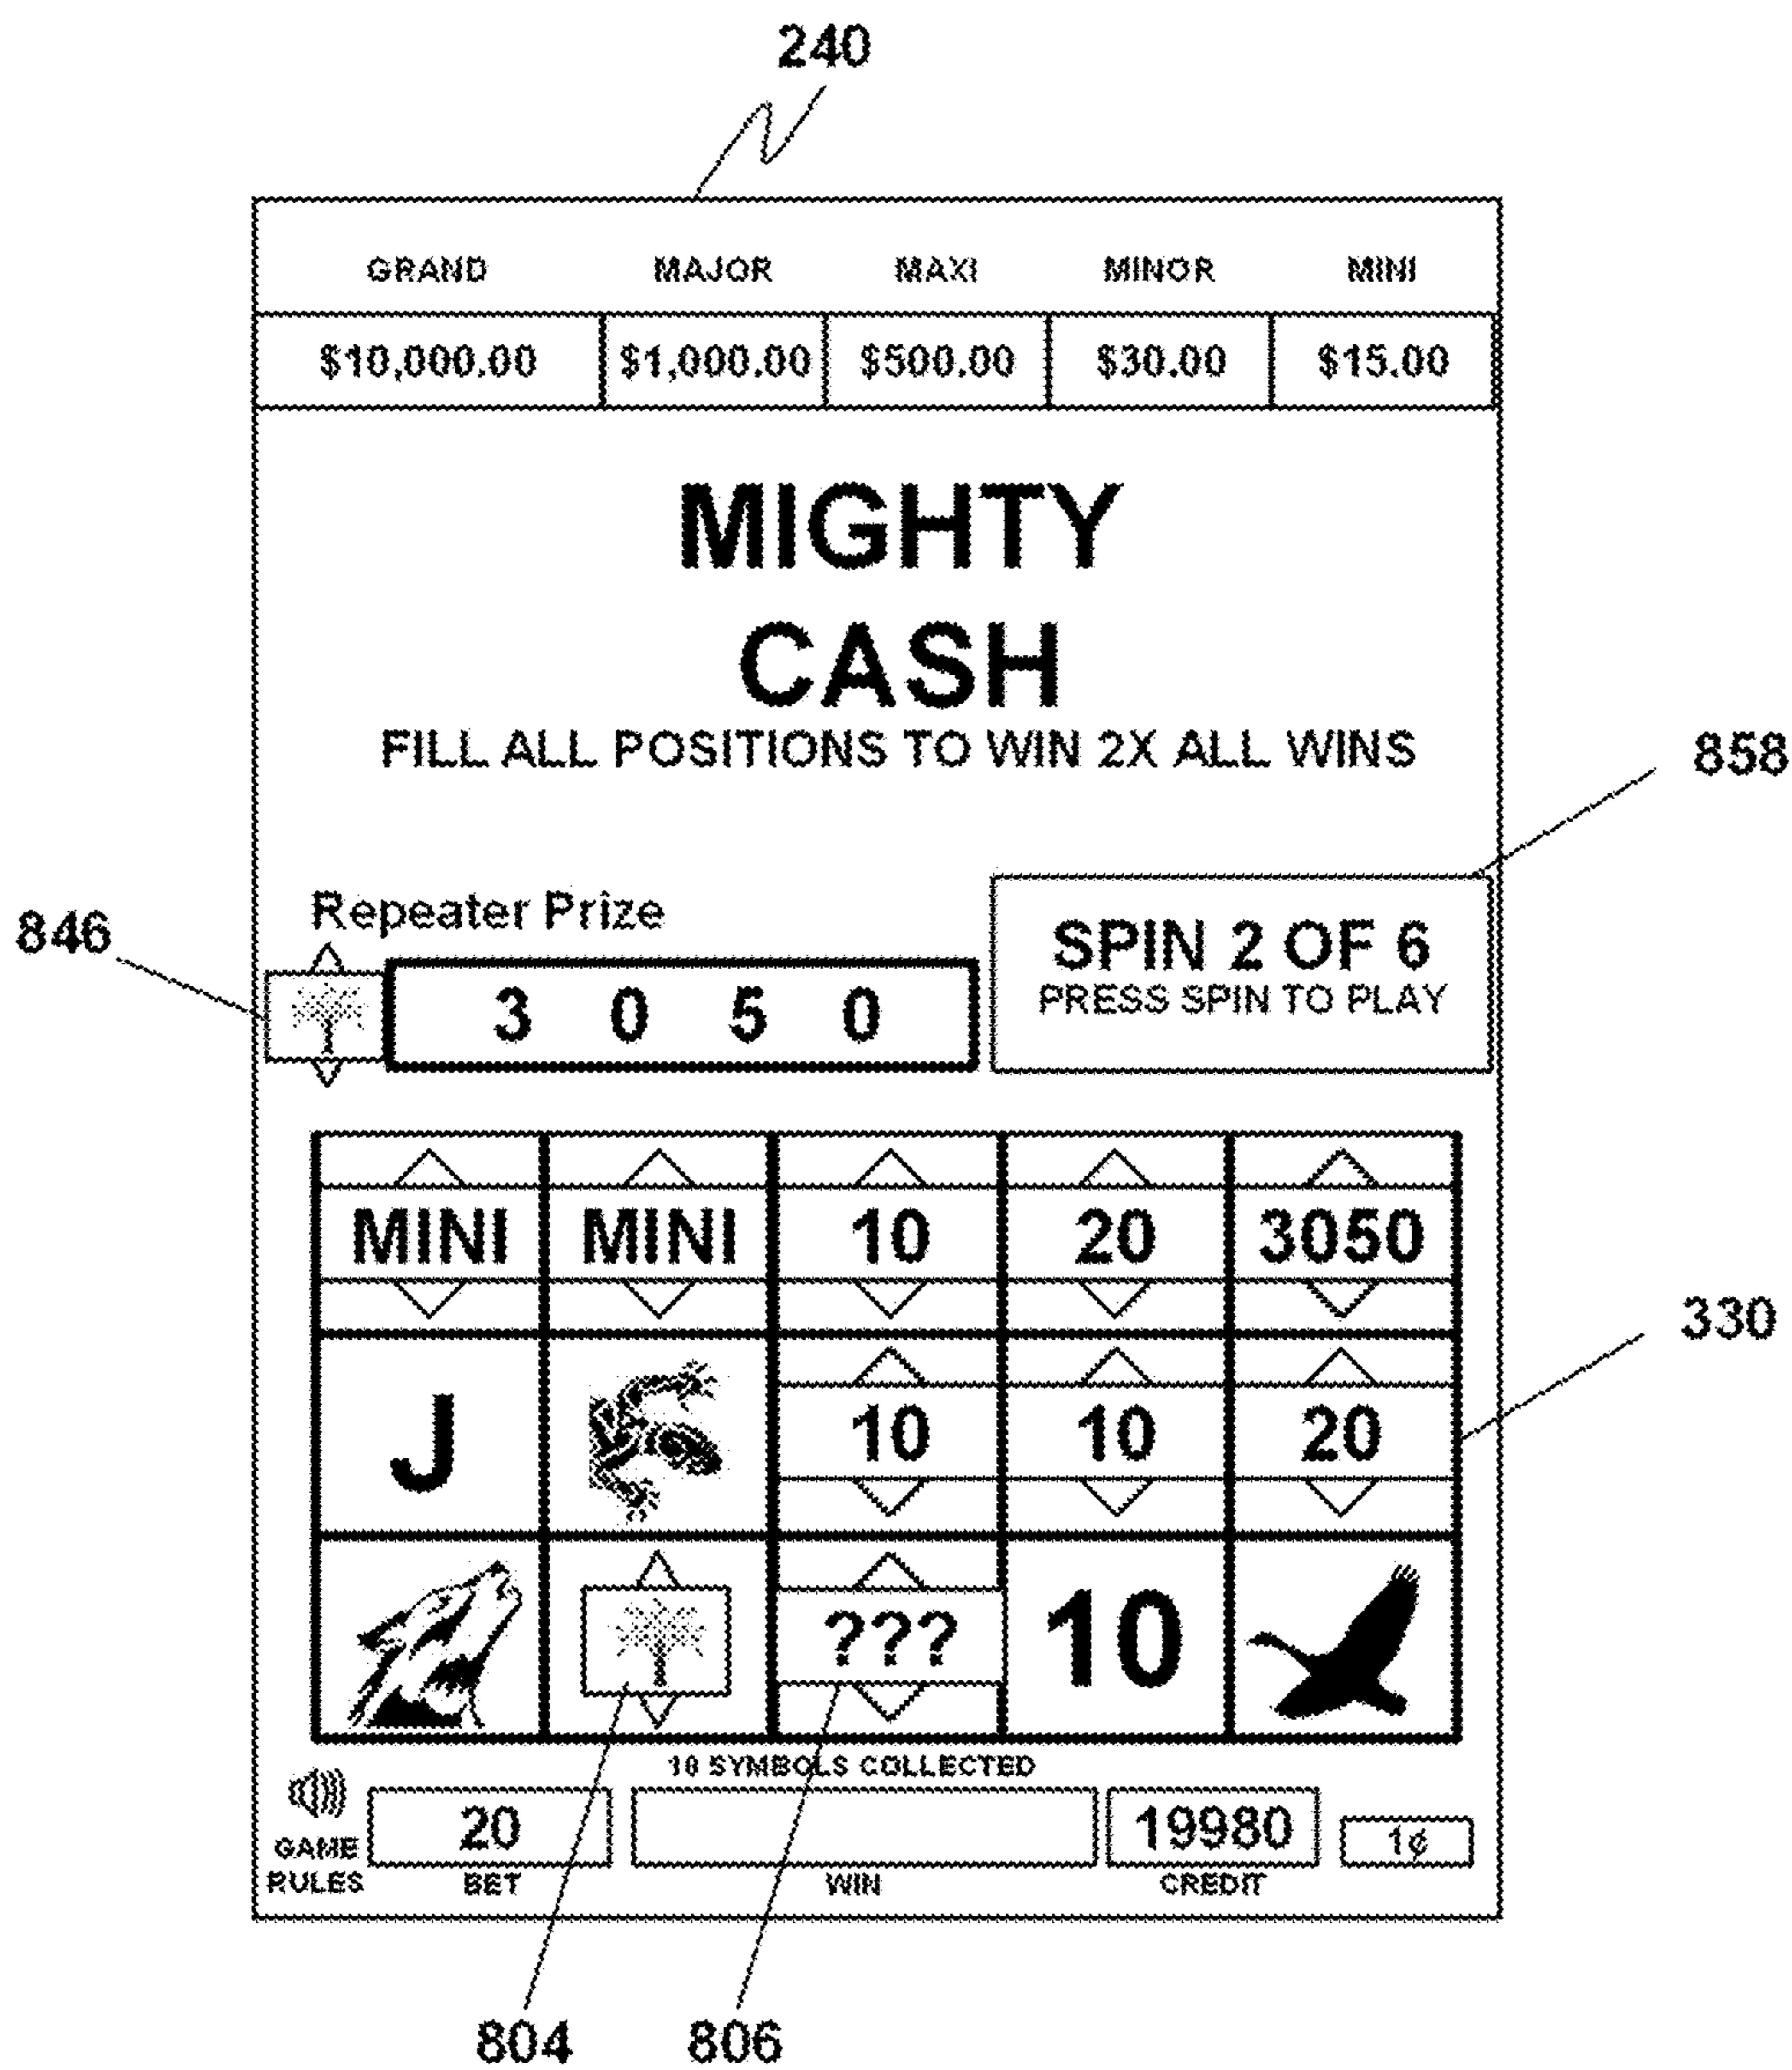 240
GRAND MAJOR MAXI MINOR MINI
$10,000.00 $1,000.00 $500.00 $30.00 $15.00
MIGHTY
CASH
FILL ALL POSITIONS TO WIN 2X ALL WINS
858
Repeater Prize
846
3 0 5 0
SPIN 2 OF 6
PRESS SPIN TO PLAY
MINI MINI 10 20 3050
330
J 10 10 20
??? 10
10 SYMBOLS COLLECTED
20 19980 1¢
GAME
RULES BET WIN CREDIT
804 806